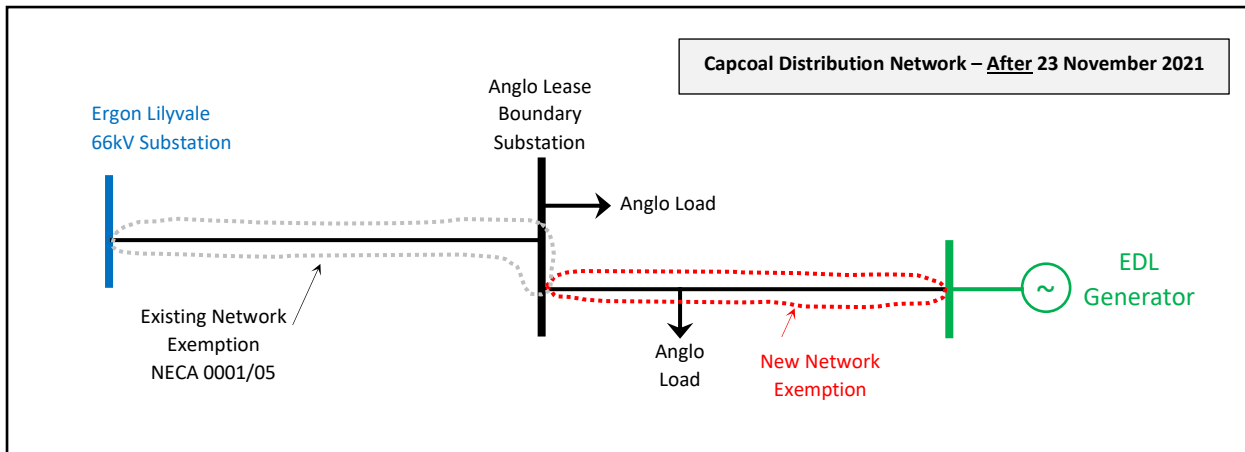 Capcoal Distribution Network – After 23 November 2021
Ergon Lilyvale
66kV Substation
Anglo Lease
Boundary
Substation
Anglo Load
Existing Network
Exemption
NECA 0001/05
Anglo
Load
New Network
Exemption
~
EDL
Generator